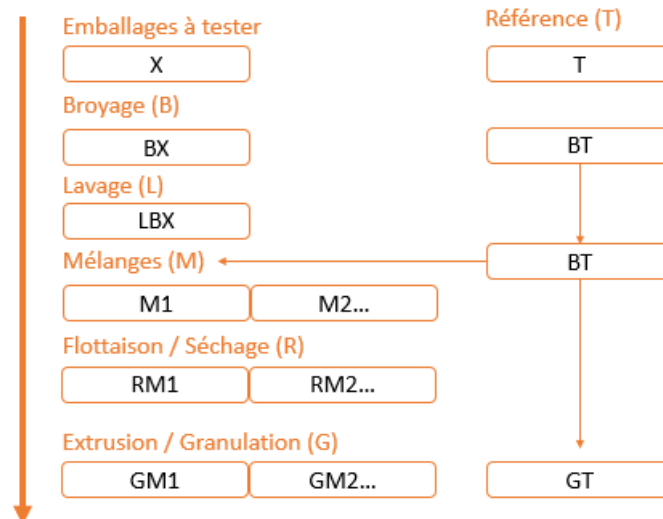 Emballages à tester
Référence (T)
X
T
Broyage (B)
BX
BT
Lavage (L)
LBX
Mélanges (M)
BT
M1
M2...
Flottaison / Séchage (R)
RM1
RM2...
Extrusion / Granulation (G)
GM1
GM2...
GT